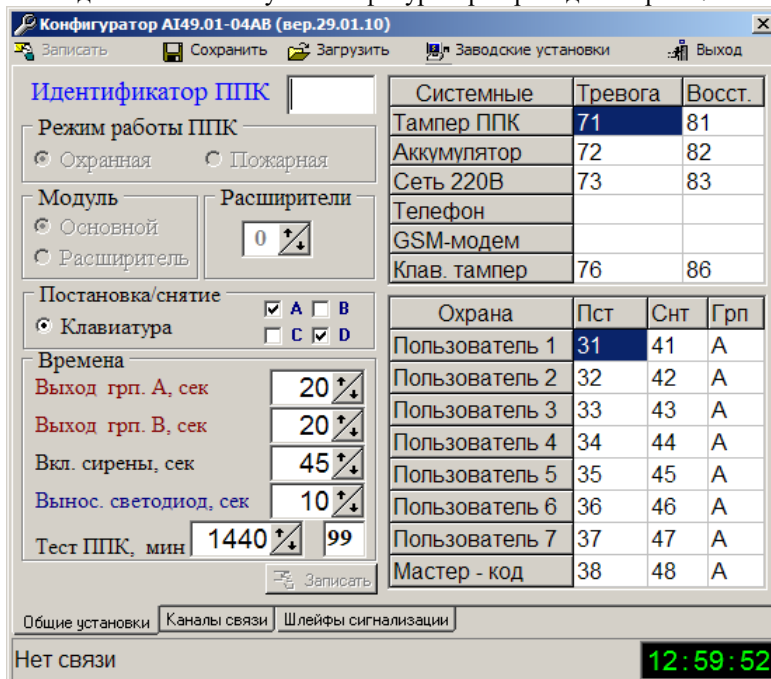 Конфигуратор AI49.01-04AB (вер.29.01.10)
Записать Сохранить Загрузить Заводские установки Выход
Идентификатор ППК
Режим работы ППК
Охранная Пожарная
Модуль Расширители
Основной
0
Расширитель
Постановка/снятие
A B
Клавиатура
C D
Времена
Выход грп. А, сек 20
Выход грп. В, сек 20
Вкл. сирены, сек 45
Вынос. светодиод, сек 10
Тест ППК, мин 1440 99
Записать
Системные Тревога Восст.
Тампер ППК 71 81
Аккумулятор 72 82
Сеть 220В 73 83
Телефон
GSM-модем
Клав. тампер 76 86
Охрана Пст Снт Грп
Пользователь 1 31 41 А
Пользователь 2 32 42 А
Пользователь 3 33 43 А
Пользователь 4 34 44 А
Пользователь 5 35 45 А
Пользователь 6 36 46 А
Пользователь 7 37 47 А
Мастер - код 38 48 А
Общие установки Каналы связи Шлейфы сигнализации
Нет связи 12:59:52